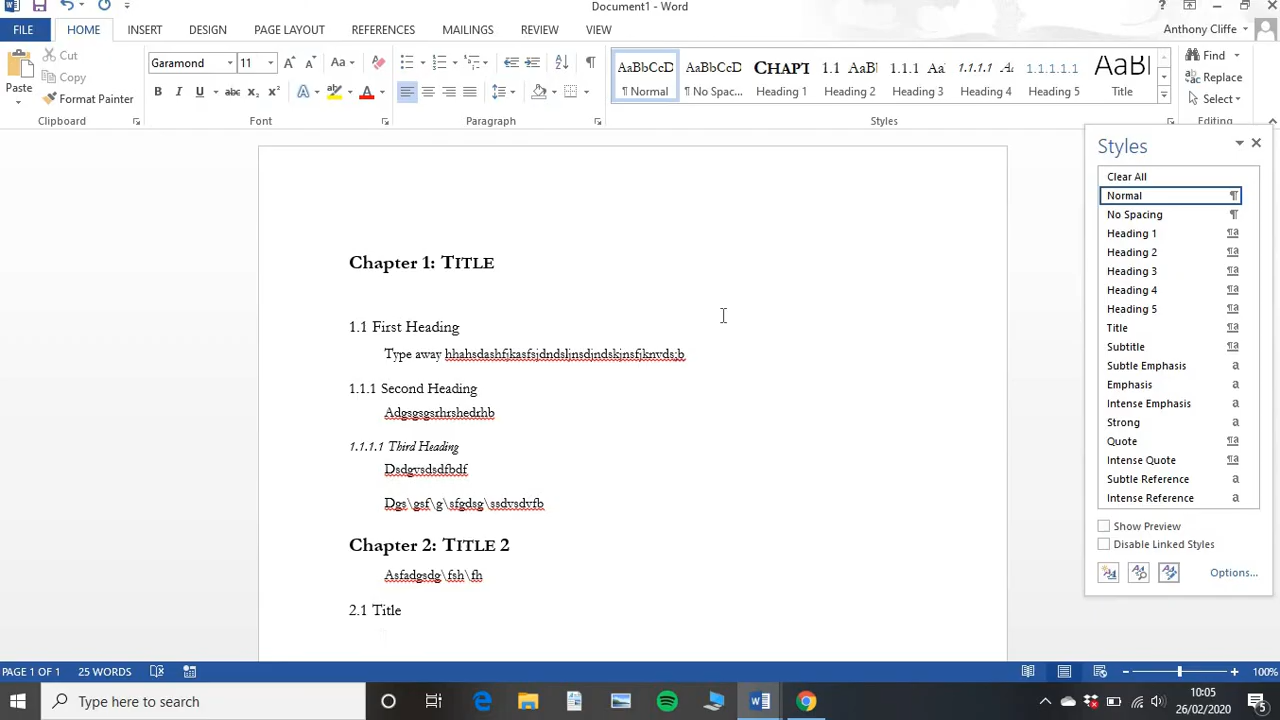 Document1 - Word
?
Anthony Cliffe
FILE
HOME
INSERT
DESIGN
PAGE LAYOUT
REFERENCES
MAILINGS
REVIEW
VIEW
Paste
Cut
Copy
Format Painter
Clipboard
Garamond
11
Aa
B I U abc x₂ x²
A
Font
Paragraph
AaBbCcD
¶ Normal
AaBbCcD
¶ No Spac...
CHAPT
Heading 1
1.1 AaBl
Heading 2
1.1.1 Aa
Heading 3
1.1.1.1 A
Heading 4
1.1.1.1.1
Heading 5
AaBl
Title
Styles
Find
Replace
Select
Editing
Styles
Clear All
Normal ¶
No Spacing ¶
Heading 1 ¶a
Heading 2 ¶a
Heading 3 ¶a
Heading 4 ¶a
Heading 5 ¶a
Title ¶a
Subtitle ¶a
Subtle Emphasis a
Emphasis a
Intense Emphasis a
Strong a
Quote ¶a
Intense Quote ¶a
Subtle Reference a
Intense Reference a
Show Preview
Disable Linked Styles
Options...
Chapter 1: TITLE
1.1 First Heading
Type away hhahsdashfjkasfsjdndsljnsdjndskjnsfjknvds;b
1.1.1 Second Heading
Adgsgsgsrhrshedrhb
1.1.1.1 Third Heading
Dsdgvsdsdfbdf
Dgs\gsf\g\sfgdsg\ssdvsdvfb
Chapter 2: TITLE 2
Asfadgsdg\fsh\fh
2.1 Title
PAGE 1 OF 1
25 WORDS
100%
Type here to search
10:05
26/02/2020
5